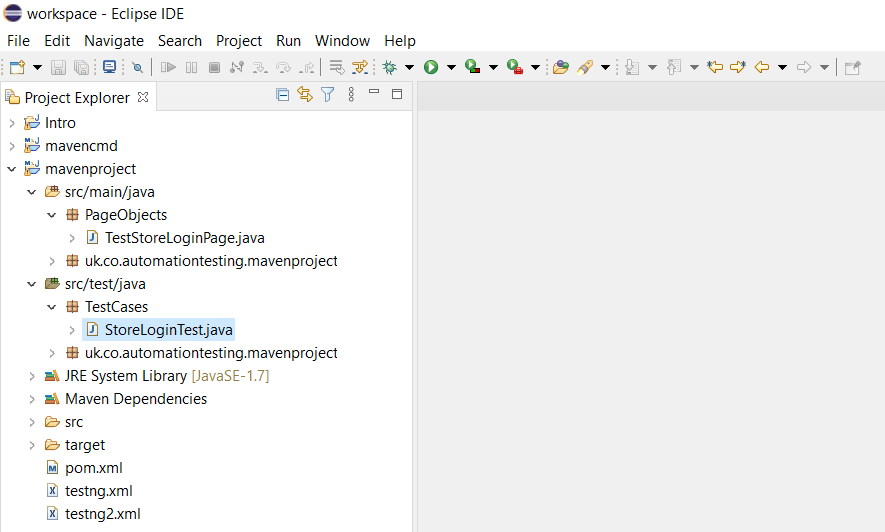 workspace - Eclipse IDE
File Edit Navigate Search Project Run Window Help
Project Explorer
Intro
mavencmd
mavenproject
src/main/java
PageObjects
TestStoreLoginPage.java
uk.co.automationtesting.mavenproject
src/test/java
TestCases
StoreLoginTest.java
uk.co.automationtesting.mavenproject
JRE System Library [JavaSE-1.7]
Maven Dependencies
src
target
pom.xml
testng.xml
testng2.xml